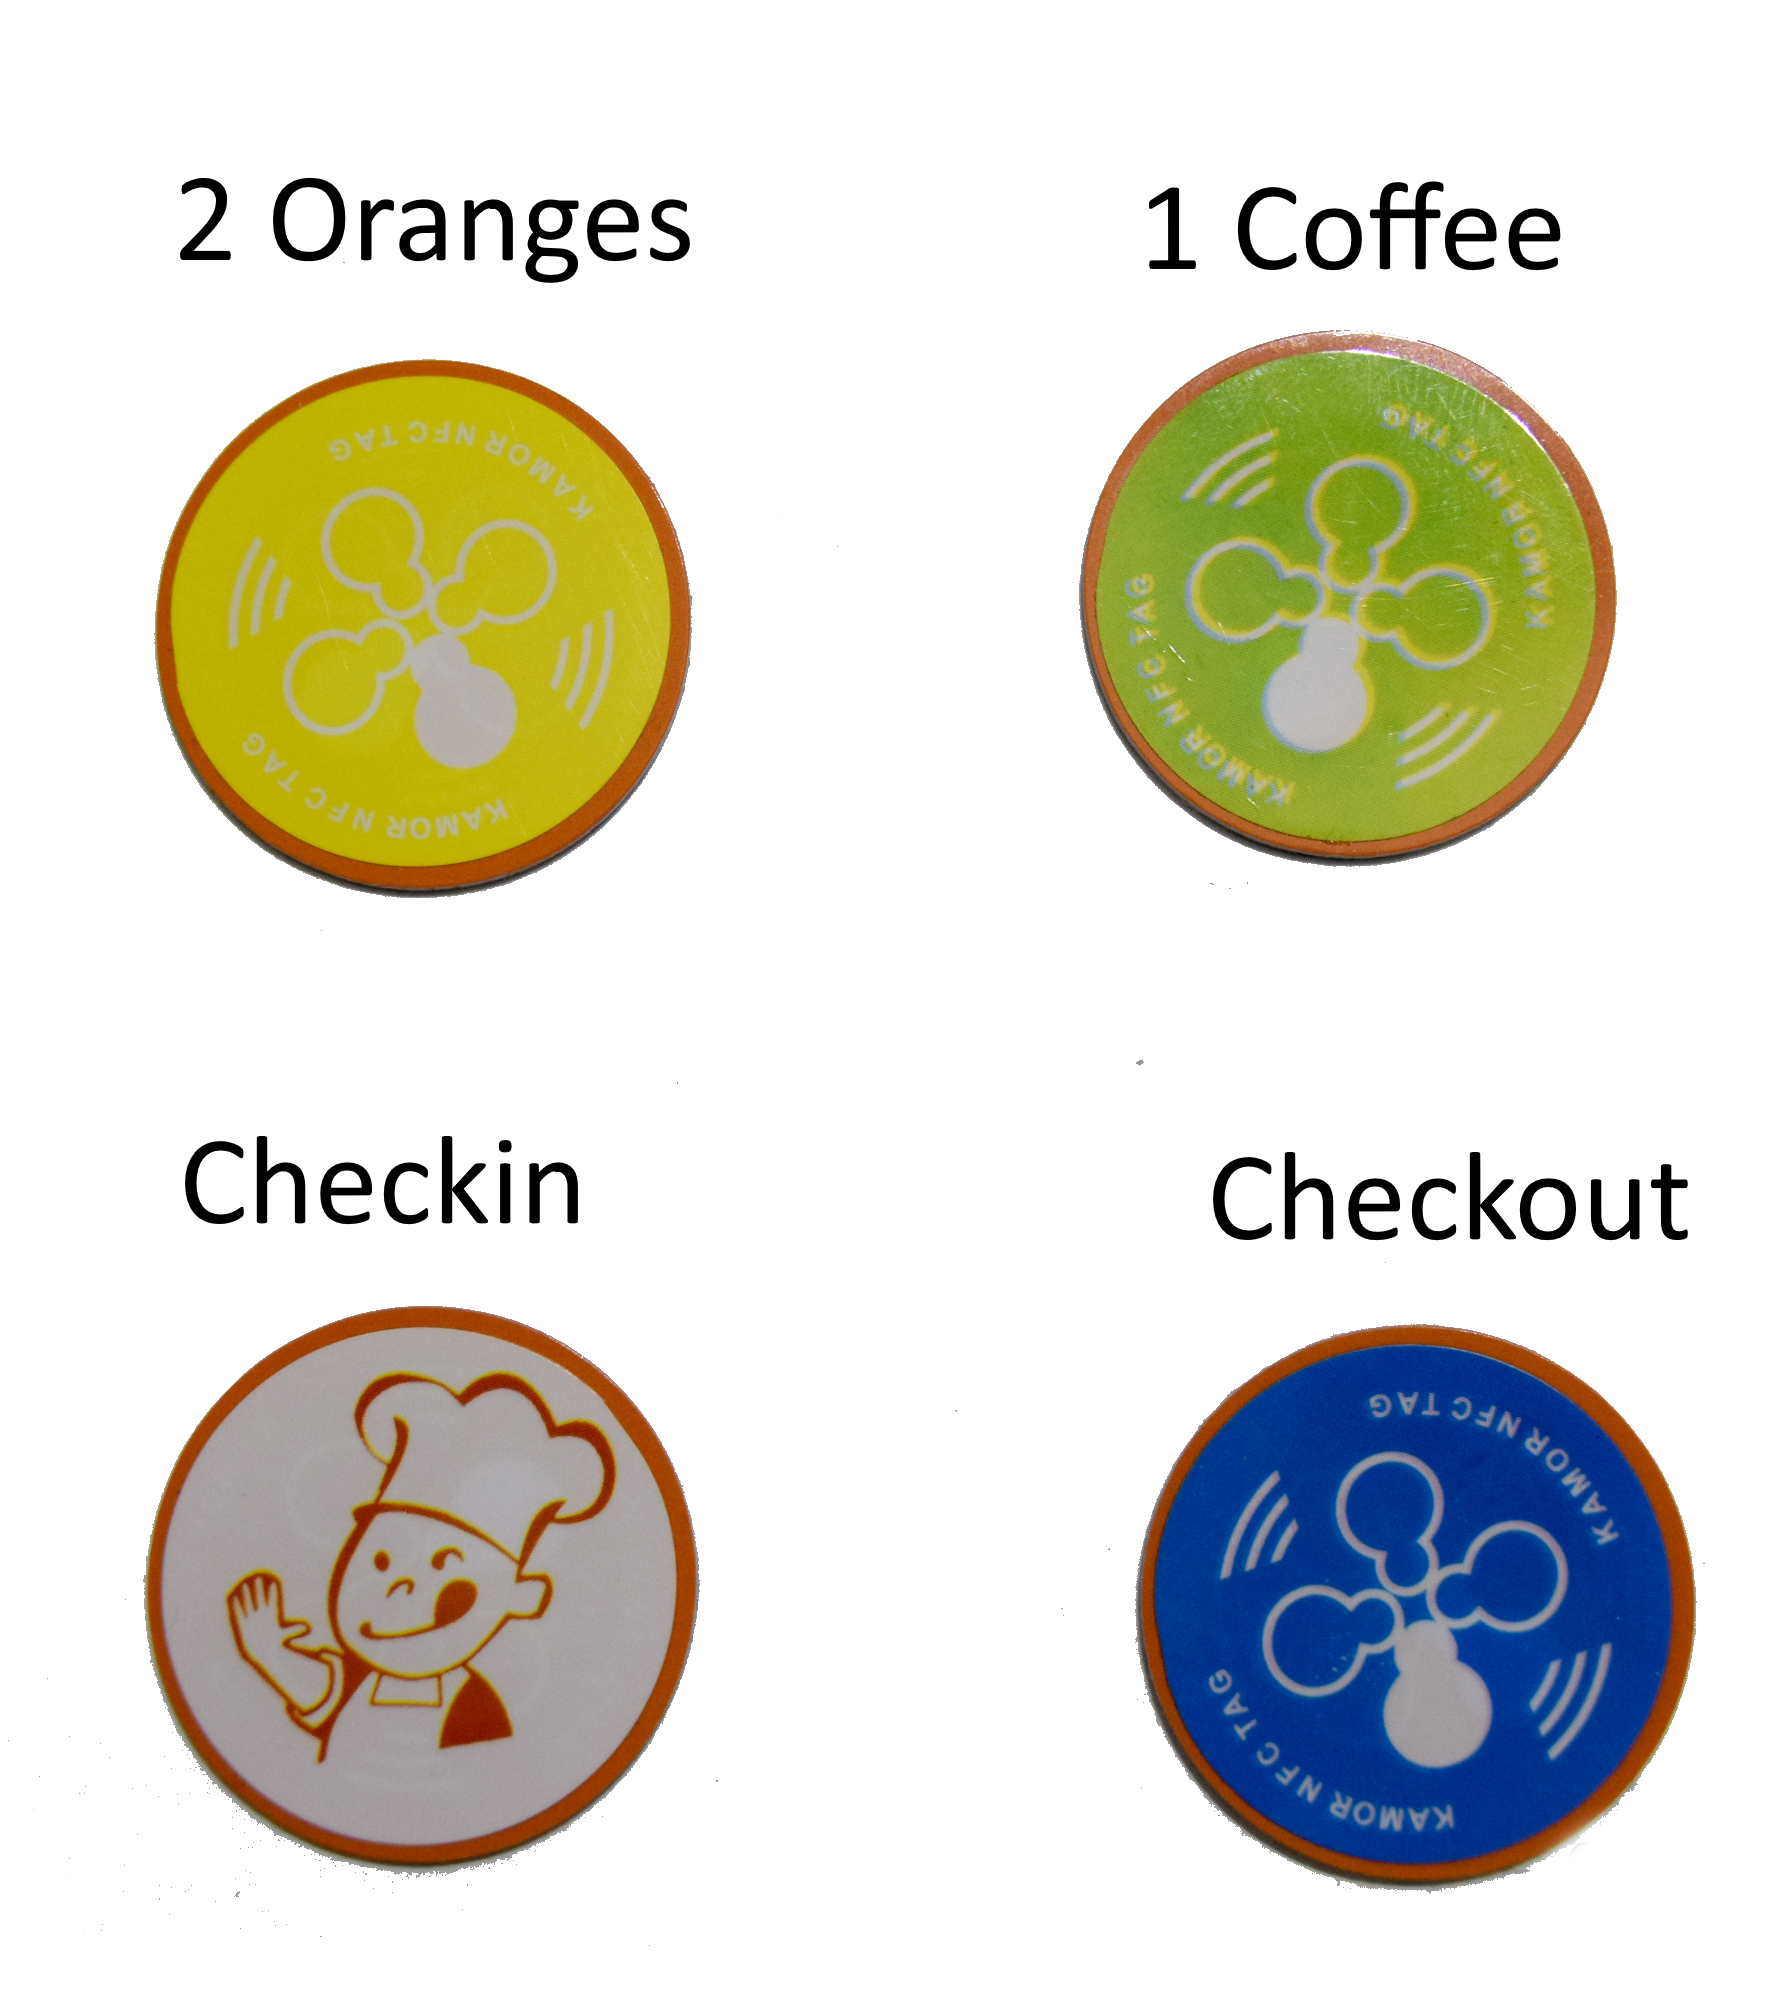 2 Oranges
1 Coffee
KAMOR NFC TAG
KAMOR NFC TAG
KAMOR NFC TAG
KAMOR NFC TAG
Checkin
Checkout
KAMOR NFC TAG
KAMOR NFC TAG